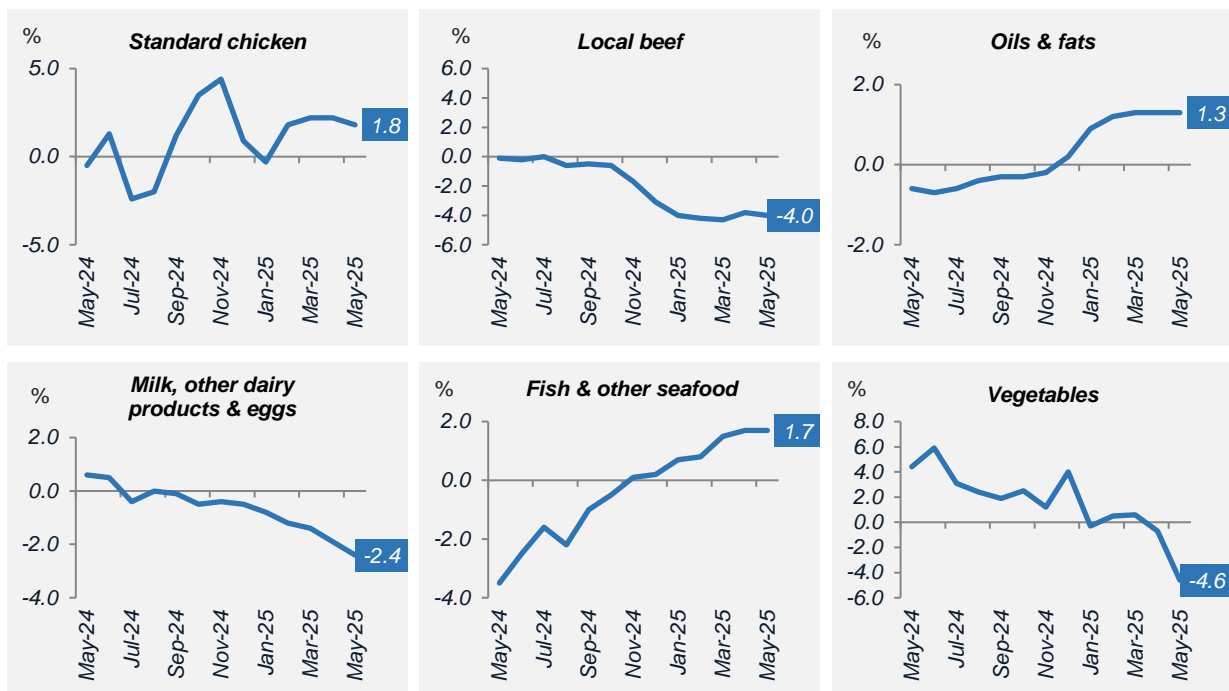 %
Standard chicken
5.0
0.0
-5.0
1.8
May-24
Jul-24
Sep-24
Nov-24
Jan-25
Mar-25
May-25
%
Local beef
6.0
4.0
2.0
0.0
-2.0
-4.0
-6.0
-4.0
May-24
Jul-24
Sep-24
Nov-24
Jan-25
Mar-25
May-25
%
Oils & fats
2.0
0.0
-2.0
1.3
May-24
Jul-24
Sep-24
Nov-24
Jan-25
Mar-25
May-25
%
Milk, other dairy
products & eggs
2.0
0.0
-2.0
-4.0
-2.4
May-24
Jul-24
Sep-24
Nov-24
Jan-25
Mar-25
May-25
%
Fish & other seafood
2.0
0.0
-2.0
-4.0
1.7
May-24
Jul-24
Sep-24
Nov-24
Jan-25
Mar-25
May-25
%
Vegetables
8.0
6.0
4.0
2.0
0.0
-2.0
-4.0
-6.0
-4.6
May-24
Jul-24
Sep-24
Nov-24
Jan-25
Mar-25
May-25